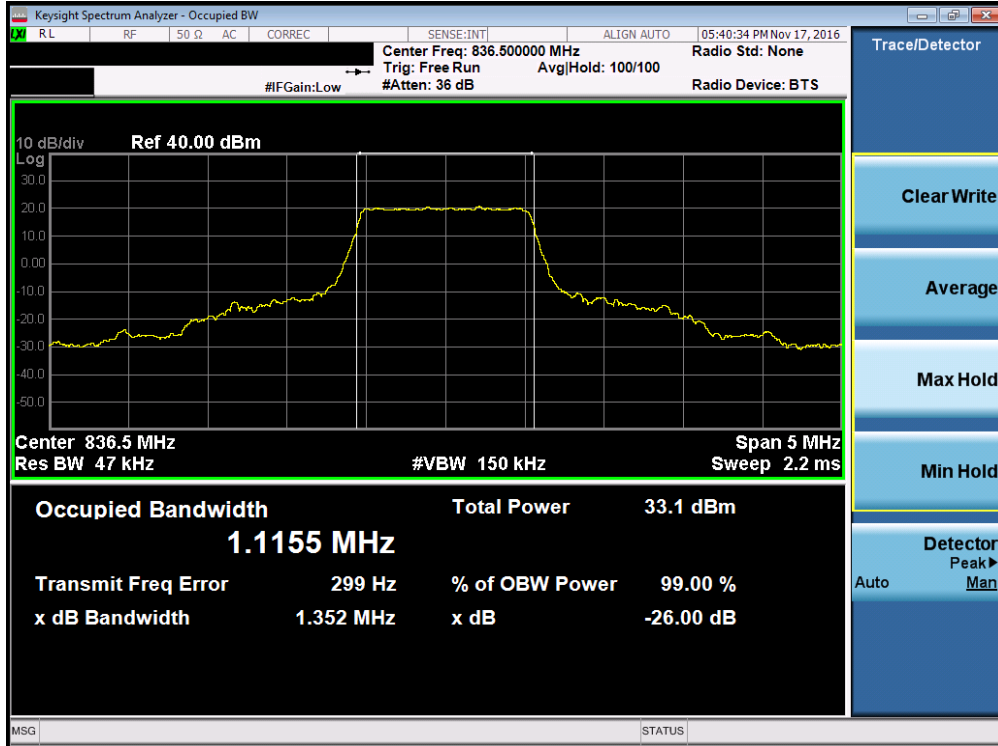 Keysight Spectrum Analyzer - Occupied BW
LXI RL RF 50 Ω AC CORREC SENSE:INT ALIGN AUTO 05:40:34 PM Nov 17, 2016
Center Freq: 836.500000 MHz Radio Std: None
Trig: Free Run Avg|Hold: 100/100
#IFGain:Low #Atten: 36 dB Radio Device: BTS
Trace/Detector
10 dB/div Ref 40.00 dBm
Log
30.0
20.0
10.0
0.00
-10.0
-20.0
-30.0
-40.0
-50.0
Center 836.5 MHz Span 5 MHz
Res BW 47 kHz #VBW 150 kHz Sweep 2.2 ms
Occupied Bandwidth Total Power 33.1 dBm
1.1155 MHz
Transmit Freq Error 299 Hz % of OBW Power 99.00 %
x dB Bandwidth 1.352 MHz x dB -26.00 dB
Clear Write
Average
Max Hold
Min Hold
Detector
Peak▶
Auto Man
MSG STATUS